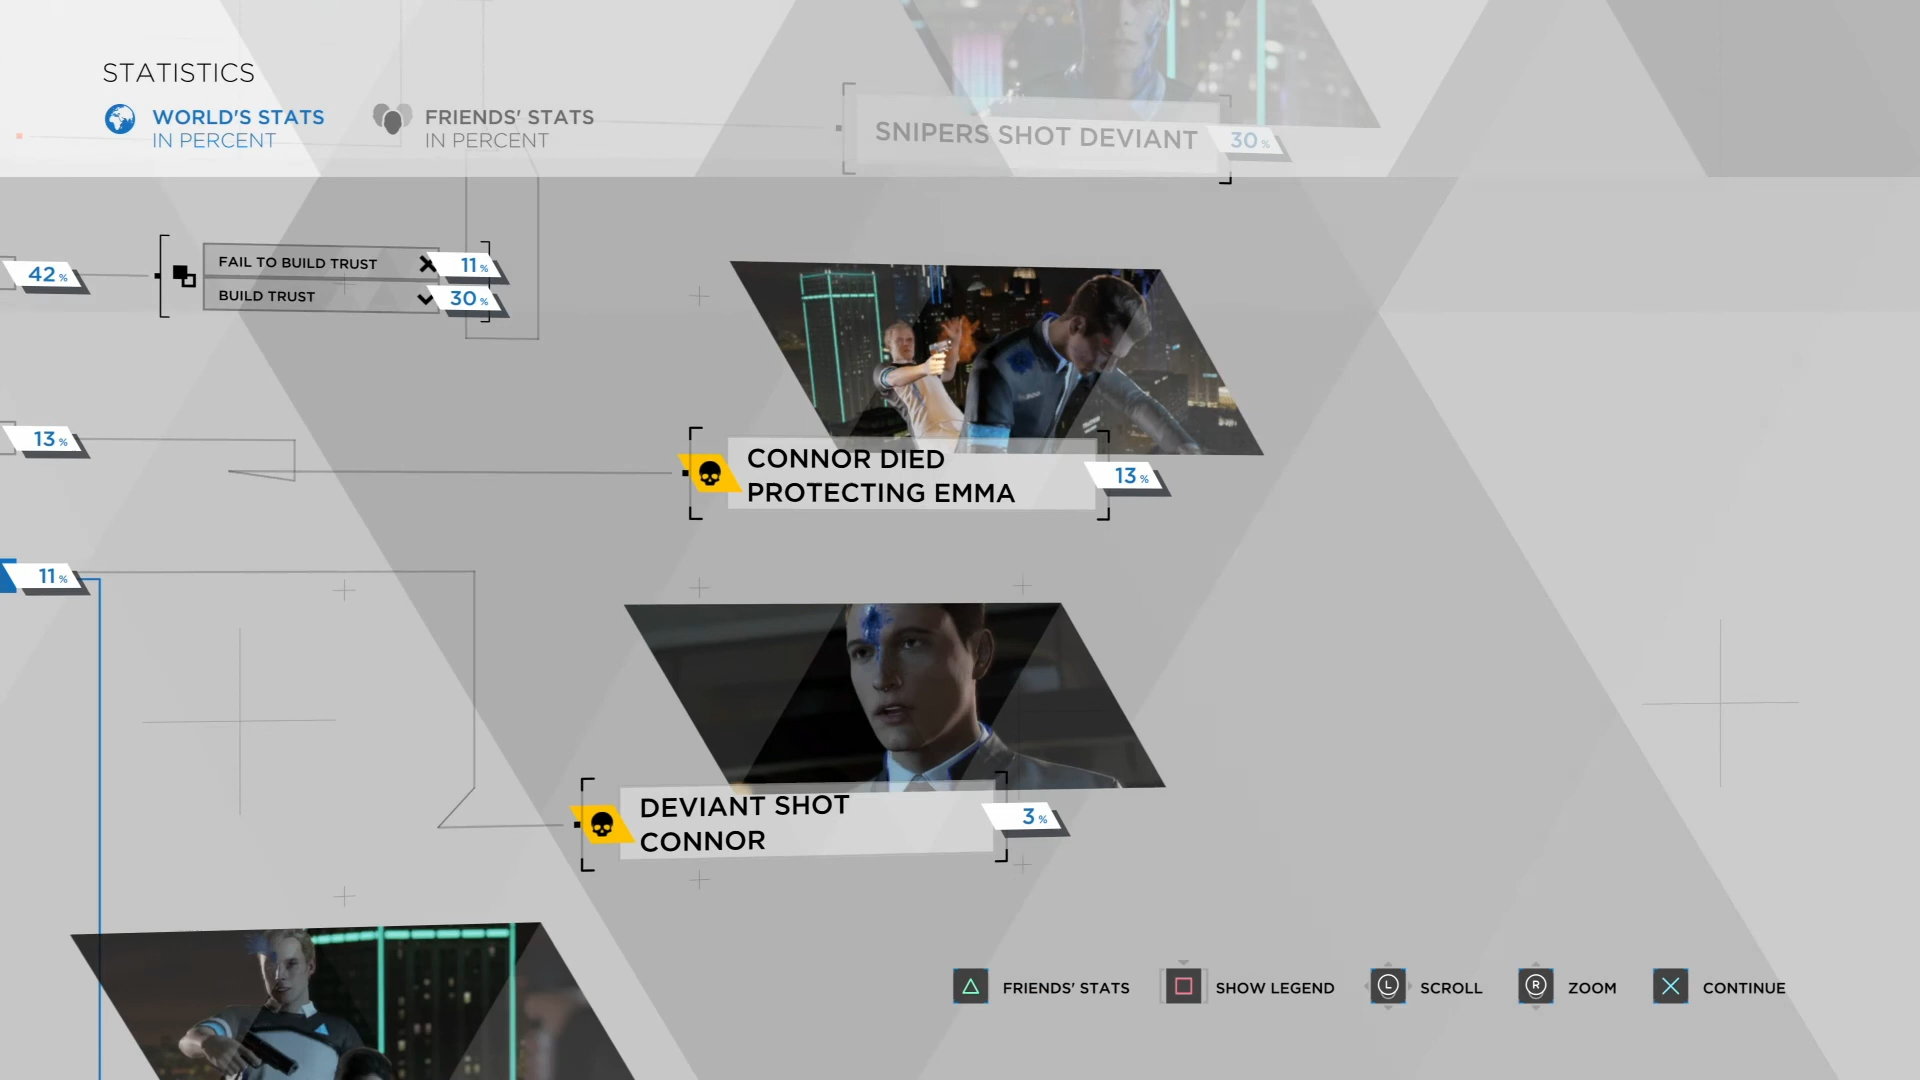 STATISTICS
WORLD'S STATS
IN PERCENT
FRIENDS' STATS
IN PERCENT
SNIPERS SHOT DEVIANT
30 %
42 %
FAIL TO BUILD TRUST
11 %
BUILD TRUST
30 %
13 %
CONNOR DIED
PROTECTING EMMA
13 %
11 %
DEVIANT SHOT
CONNOR
3 %
FRIENDS' STATS
SHOW LEGEND
L
SCROLL
R
ZOOM
CONTINUE